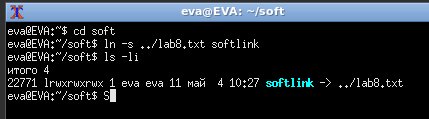 eva@EVA: ~/soft
eva@EVA:~$ cd soft
eva@EVA:~/soft$ ln -s ../lab8.txt softlink
eva@EVA:~/soft$ ls -li
итого 4
22771 lrwxrwxrwx 1 eva eva 11 май  4 10:27 softlink -> ../lab8.txt
eva@EVA:~/soft$ S